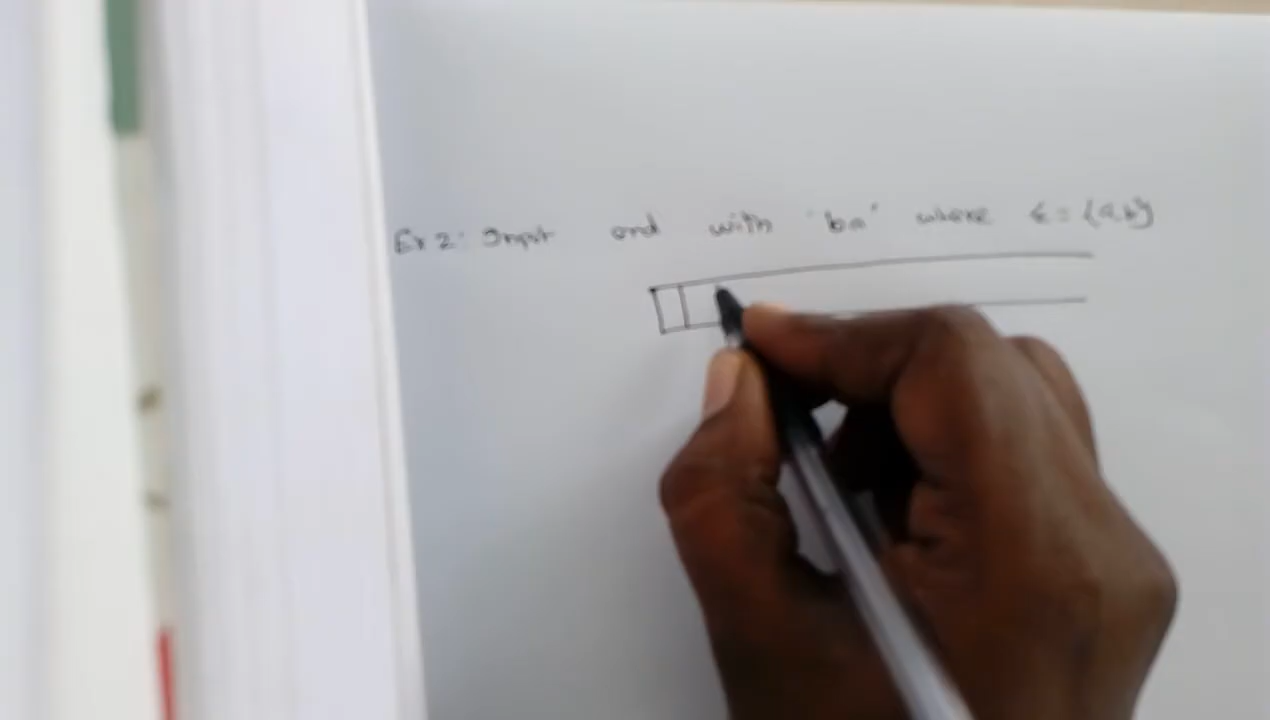 Ex 2: Input end with 'ba' where Σ = {a,b}